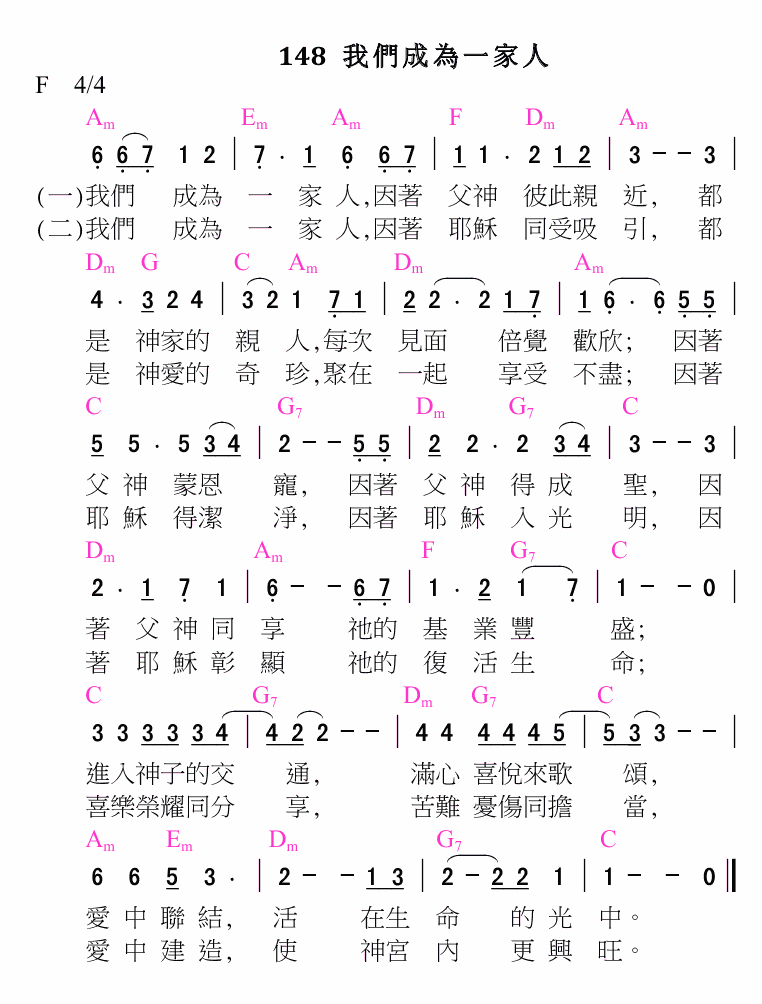 148 我們成為一家人
F 4/4
Am Em Am F Dm Am
6 6 7 1 2 | 7 · 1 6 6 7 | 1 1 · 2 1 2 | 3 − − 3 |
(一)我們 成為 一 家 人,因著 父神 彼此親 近, 都
(二)我們 成為 一 家 人,因著 耶穌 同受吸 引, 都
Dm G C Am Dm Am
4 · 3 2 4 | 3 2 1 7 1 | 2 2 · 2 1 7 | 1 6 · 6 5 5 |
是 神家的 親 人,每次 見面 倍覺 歡欣; 因著
是 神愛的 奇 珍,聚在 一起 享受 不盡; 因著
C G7 Dm G7 C
5 5 · 5 3 4 | 2 − − 5 5 | 2 2 · 2 3 4 | 3 − − 3 |
父 神 蒙恩 寵, 因著 父 神 得 成 聖, 因
耶 穌 得潔 淨, 因著 耶 穌 入 光 明, 因
Dm Am F G7 C
2 · 1 7 1 | 6 − − 6 7 | 1 · 2 1 7 | 1 − − 0 |
著 父 神 同 享 祂的 基 業 豐 盛;
著 耶 穌 彰 顯 祂的 復 活 生 命;
C G7 Dm G7 C
3 3 3 3 3 4 | 4 2 2 − − | 4 4 4 4 4 5 | 5 3 3 − − |
進入神子的交 通, 滿心 喜悅來歌 頌,
喜樂榮耀同分 享, 苦難 憂傷同擔 當,
Am Em Dm G7 C
6 6 5 3 · | 2 − − 1 3 | 2 − 2 2 1 | 1 − − 0 ‖
愛 中 聯 結, 活 在生 命 的 光 中。
愛 中 建 造, 使 神宮 內 更 興 旺。